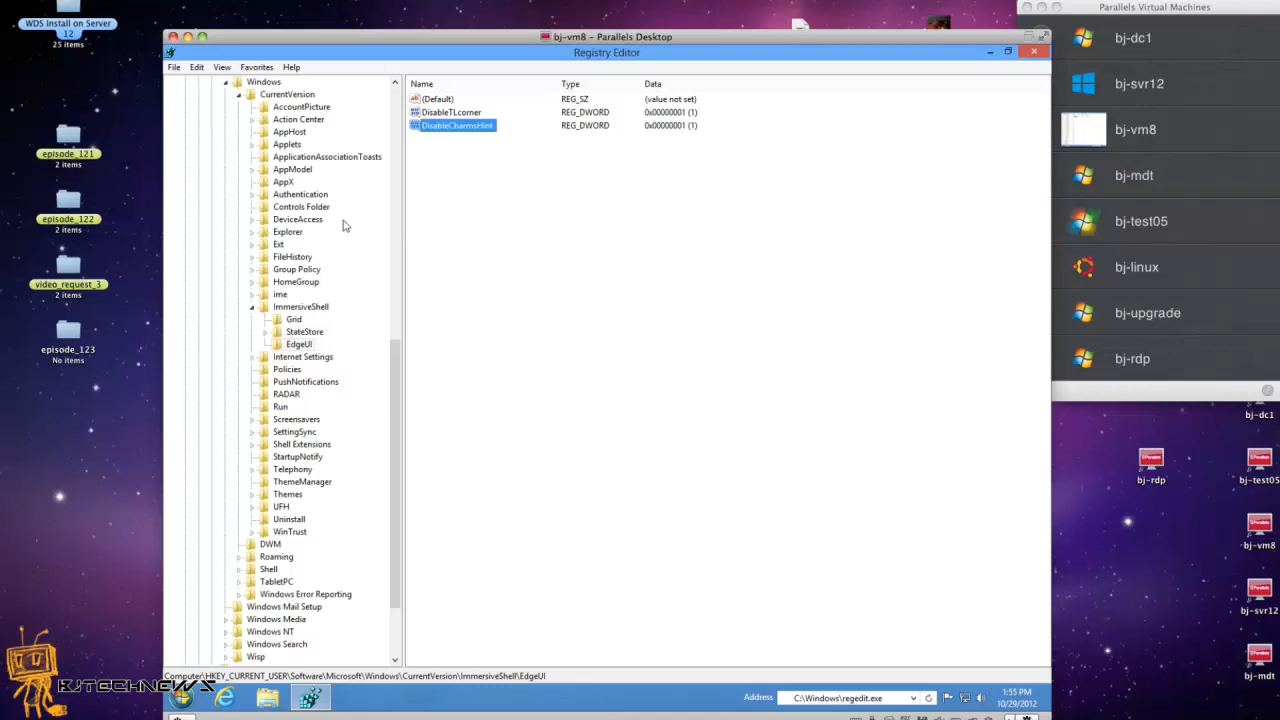 WDS Install on Server
12
25 items
episode_121
2 items
episode_122
2 items
video_request_3
2 items
episode_123
No items
KJTECHNEWS
bj-vm8 - Parallels Desktop
Registry Editor
File Edit View Favorites Help
Windows
CurrentVersion
AccountPicture
Action Center
AppHost
Applets
ApplicationAssociationToasts
AppModel
AppX
Authentication
Controls Folder
DeviceAccess
Explorer
Ext
FileHistory
Group Policy
HomeGroup
ime
ImmersiveShell
Grid
StateStore
EdgeUI
Internet Settings
Policies
PushNotifications
RADAR
Run
Screensavers
SettingSync
Shell Extensions
StartupNotify
Telephony
ThemeManager
Themes
UFH
Uninstall
WinTrust
DWM
Roaming
Shell
TabletPC
Windows Error Reporting
Windows Mail Setup
Windows Media
Windows NT
Windows Search
Wisp
Name Type Data
(Default) REG_SZ (value not set)
DisableTLcorner REG_DWORD 0x00000001 (1)
DisableCharmsHint REG_DWORD 0x00000001 (1)
Computer\HKEY_CURRENT_USER\Software\Microsoft\Windows\CurrentVersion\ImmersiveShell\EdgeUI
Address C:\Windows\regedit.exe
1:55 PM
10/29/2012
Parallels Virtual Machines
bj-dc1
bj-svr12
bj-vm8
bj-mdt
bj-test05
bj-linux
bj-upgrade
bj-rdp
bj-dc1
Parallels
bj-rdp
Parallels
bj-test05
Parallels
bj-vm8
Parallels
bj-svr12
Parallels
bj-mdt